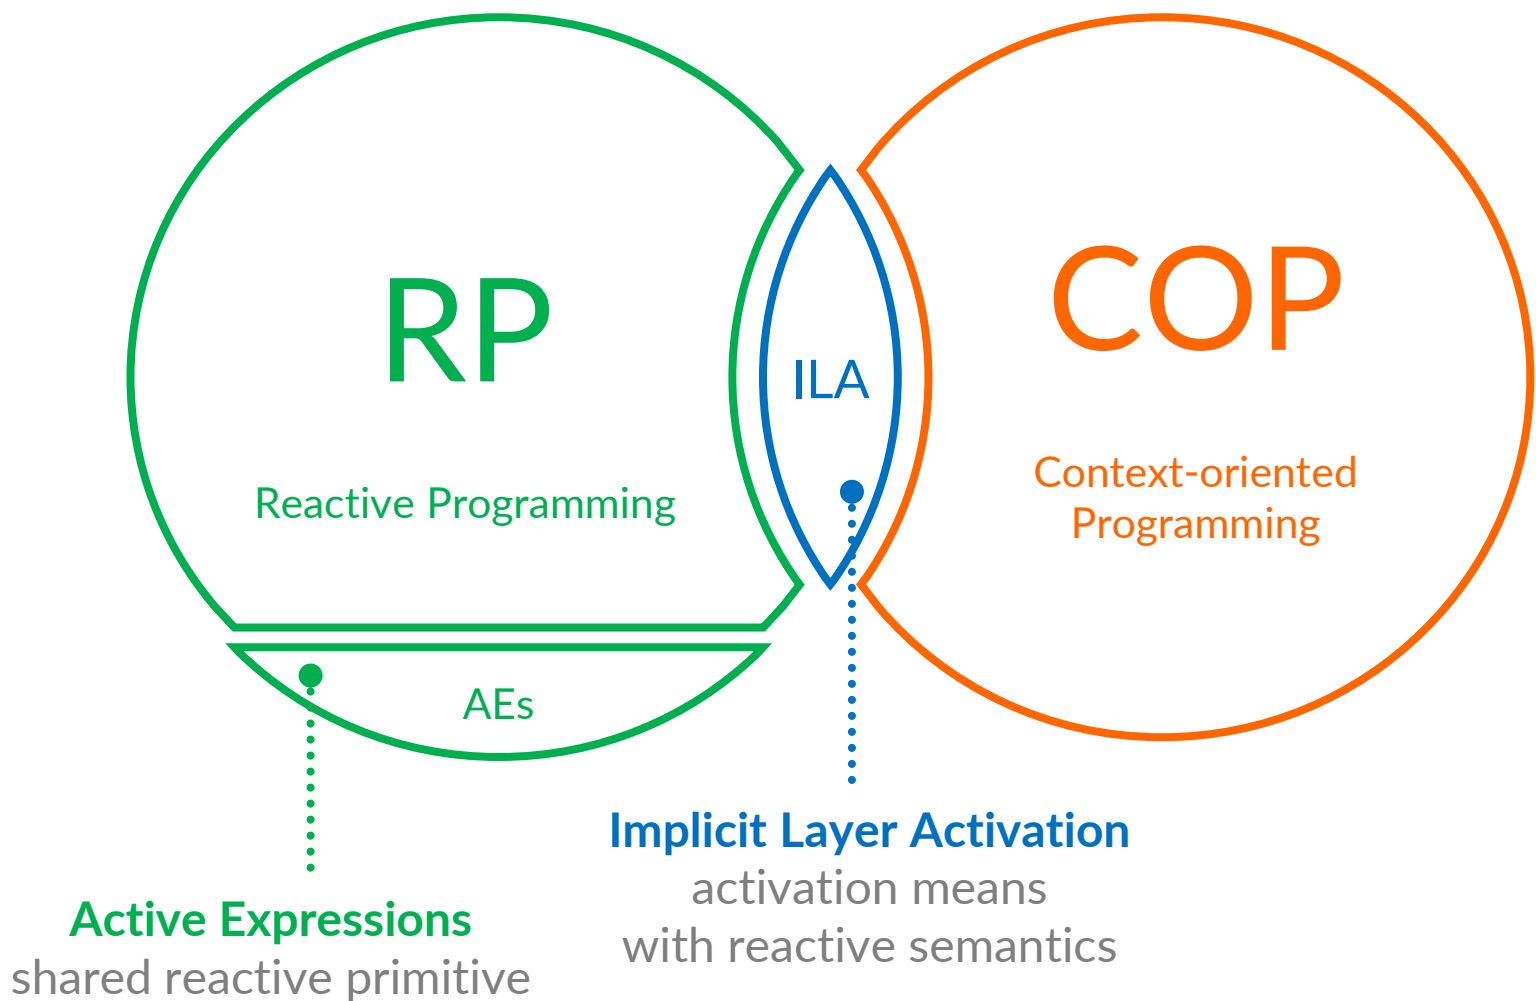 RP
Reactive Programming
COP
Context-oriented
Programming
ILA
AEs
Active Expressions
shared reactive primitive
Implicit Layer Activation
activation means
with reactive semantics